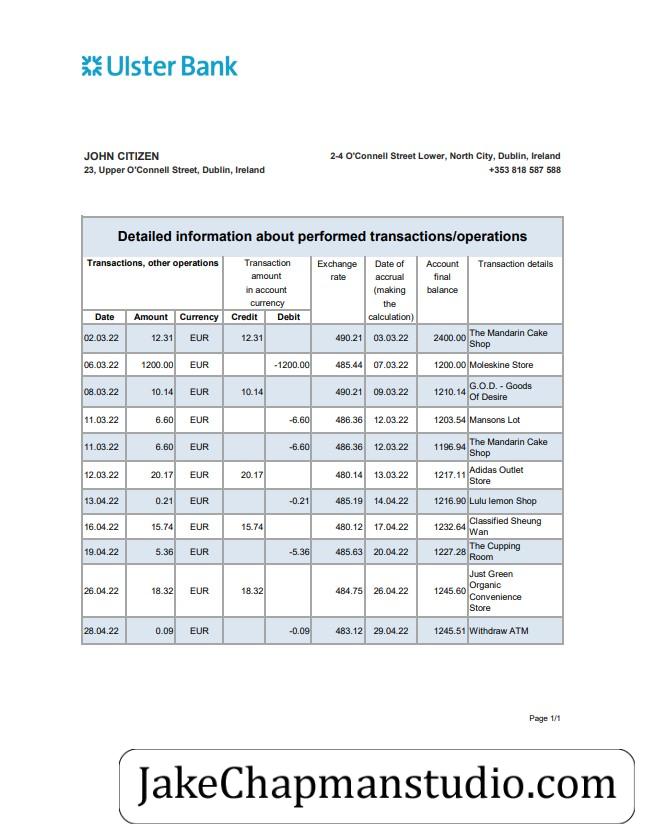 Ulster Bank
JOHN CITIZEN
23, Upper O'Connell Street, Dublin, Ireland
2-4 O'Connell Street Lower, North City, Dublin, Ireland
+353 818 587 588
Detailed information about performed transactions/operations
Transactions, other operations
Transaction
amount
in account
currency
Exchange
rate
Date of
accrual
(making
the
calculation)
Account
final
balance
Transaction details
Date Amount Currency Credit Debit
02.03.22 12.31 EUR 12.31 490.21 03.03.22 2400.00 The Mandarin Cake
Shop
06.03.22 1200.00 EUR -1200.00 485.44 07.03.22 1200.00 Moleskine Store
08.03.22 10.14 EUR 10.14 490.21 09.03.22 1210.14 G.O.D. - Goods
Of Desire
11.03.22 6.60 EUR -6.60 486.36 12.03.22 1203.54 Mansons Lot
11.03.22 6.60 EUR -6.60 486.36 12.03.22 1196.94 The Mandarin Cake
Shop
12.03.22 20.17 EUR 20.17 480.14 13.03.22 1217.11 Adidas Outlet
Store
13.04.22 0.21 EUR -0.21 485.19 14.04.22 1216.90 Lulu lemon Shop
16.04.22 15.74 EUR 15.74 480.12 17.04.22 1232.64 Classified Sheung
Wan
19.04.22 5.36 EUR -5.36 485.63 20.04.22 1227.28 The Cupping
Room
26.04.22 18.32 EUR 18.32 484.75 26.04.22 1245.60 Just Green
Organic
Convenience
Store
28.04.22 0.09 EUR -0.09 483.12 29.04.22 1245.51 Withdraw ATM
Page 1/1
JakeChapmanstudio.com